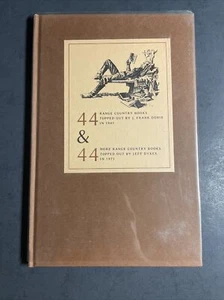 44 RANGE COUNTRY BOOKS
TOPPED OUT BY J. FRANK DOBIE
IN 1941
&
44 MORE RANGE COUNTRY BOOKS
TOPPED OUT BY JEFF DYKES
IN 1972